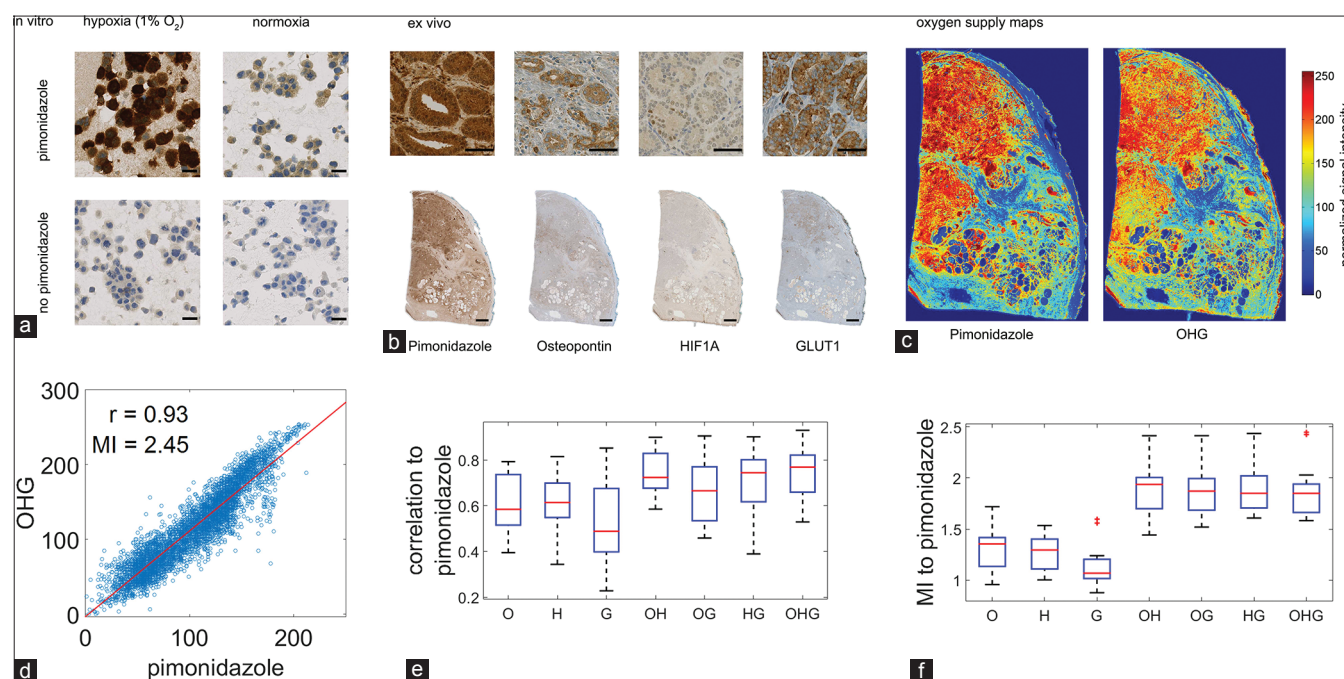 in vitro
hypoxia (1% O₂)
normoxia
pimonidazole
no pimonidazole
a
ex vivo
Pimonidazole
Osteopontin
HIF1A
GLUT1
b
oxygen supply maps
Pimonidazole
OHG
250
200
150
100
50
0
normalized signal intensity
c
r = 0.93
MI = 2.45
OHG
300
200
100
0
0
100
200
pimonidazole
d
correlation to
pimonidazole
0.8
0.6
0.4
0.2
O
H
G
OH
OG
HG
OHG
e
MI to pimonidazole
2.5
2
1.5
1
O
H
G
OH
OG
HG
OHG
f